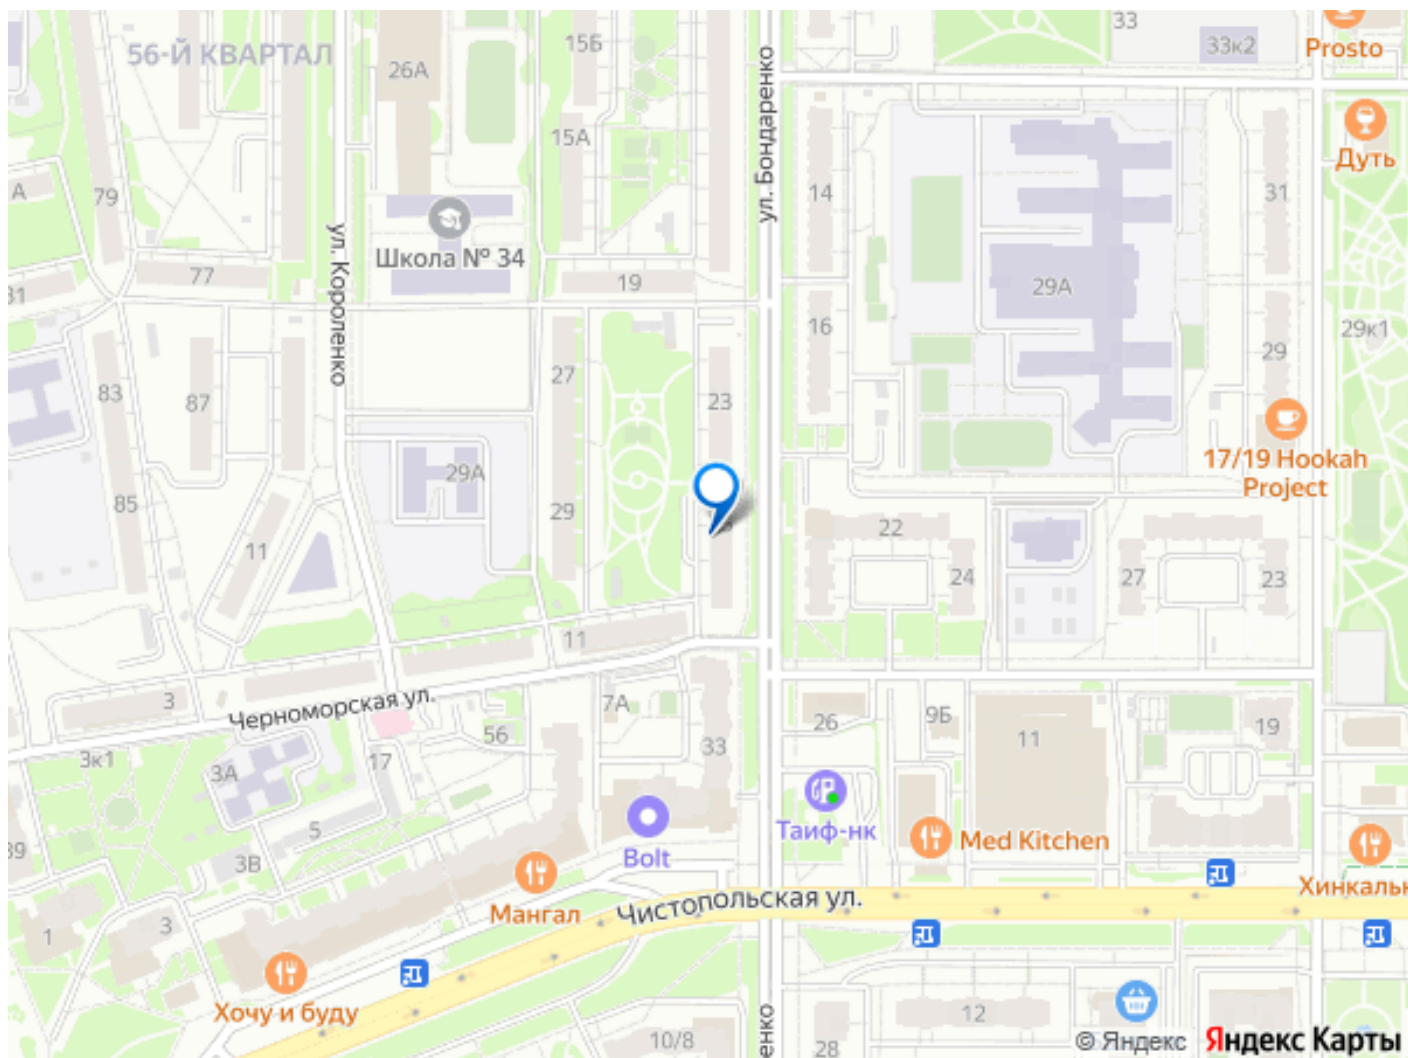 33
33к2
Prosto
56-Й КВАРТАЛ
15Б
26А
ул. Бондаренко
15А
Дуть
А
79
14
31
Школа № 34
77
19
29А
31
ул. Короленко
16
29к1
27
29
83
87
23
17/19 Hookah
Project
29А
85
29
22
11
24
27
23
11
3
Черноморская ул.
7А
26
9Б
19
3к1
56
33
11
3А
17
Таиф-нк
5
Med Kitchen
39
3В
Bolt
Чистопольская ул.
Мангал
1
3
Хочу и буду
12
10/8
28
© Яндекс
Яндекс Карты